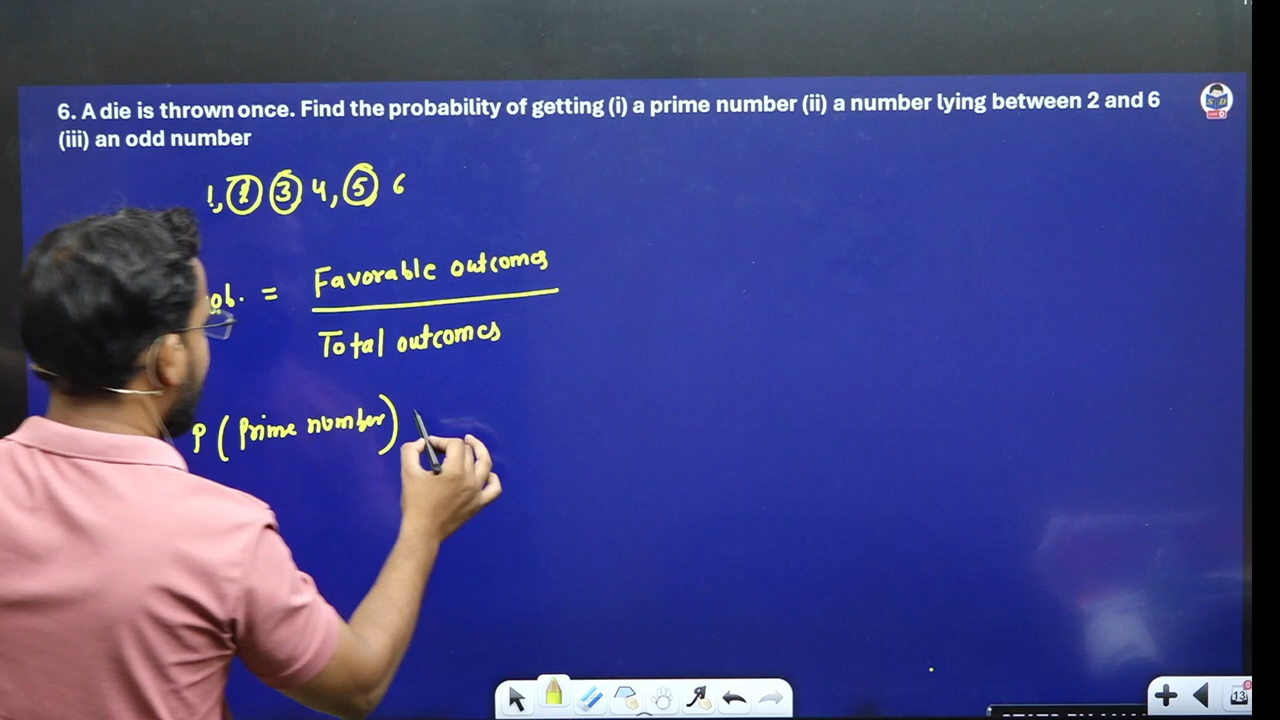 6. A die is thrown once. Find the probability of getting (i) a prime number (ii) a number lying between 2 and 6
(iii) an odd number
1, 2 3 4, 5 6
ob. = Favorable outcomes
Total outcomes
P (Prime number)
13